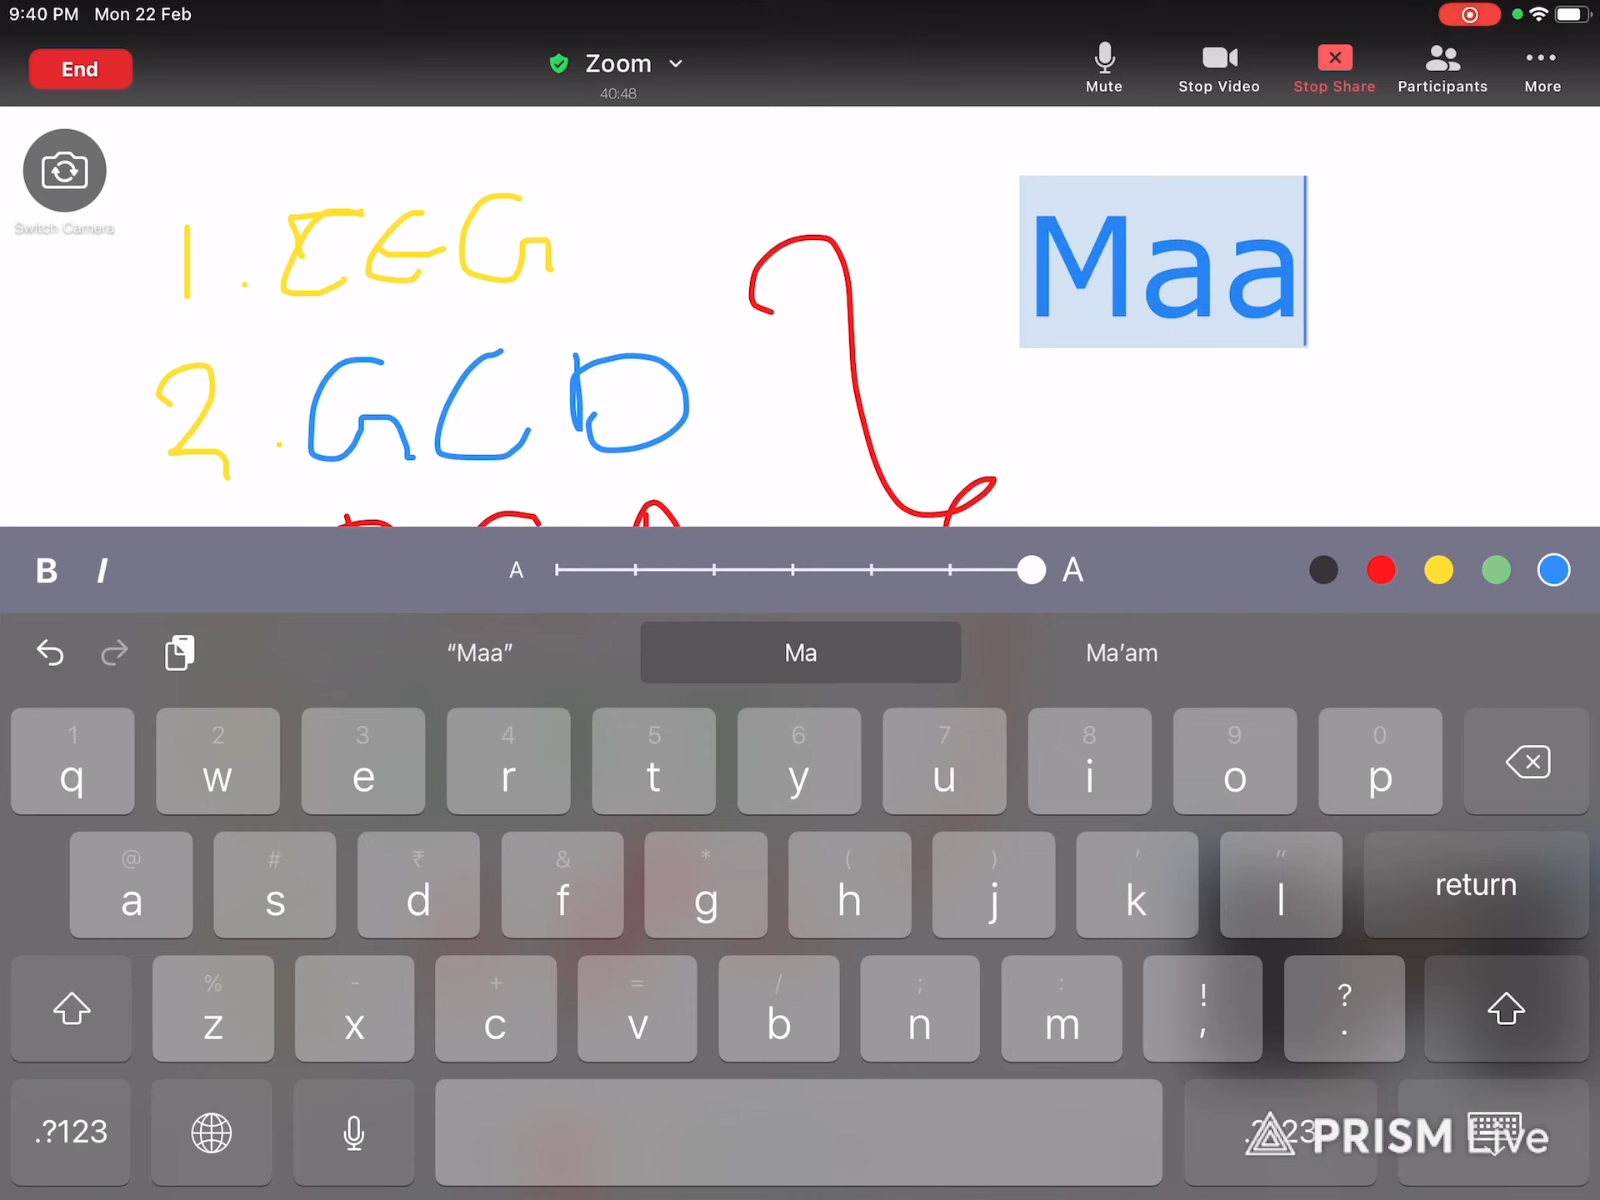 9:40 PM Mon 22 Feb
End
Zoom
40:48
Mute
Stop Video
Stop Share
Participants
More
Switch Camera
1. EEG
Maa
2. GCD
B I
A A
“Maa” Ma Ma'am
1 2 3 4 5 6 7 8 9 0
q w e r t y u i o p
@ # ₹ & * ( ) ' "
a s d f g h j k l return
% - + = / ; : ! ?
z x c v b n m , .
.?123
.?123
PRISM Live